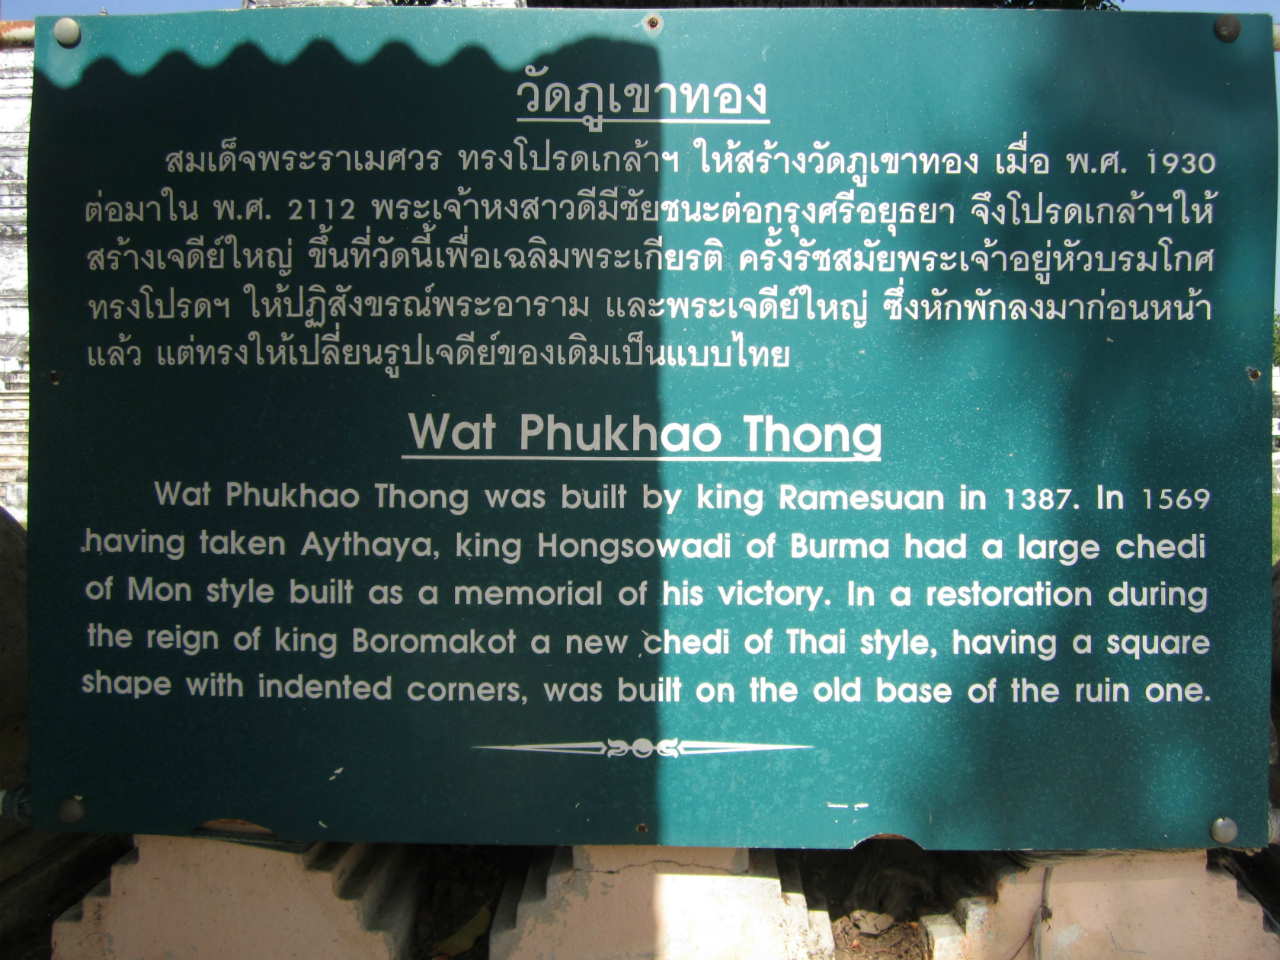 วัดภูเขาทอง
สมเด็จพระราเมศวร ทรงโปรดเกล้าฯ ให้สร้างวัดภูเขาทอง เมื่อ พ.ศ. 1930
ต่อมาใน พ.ศ. 2112 พระเจ้าหงสาวดีมีชัยชนะต่อกรุงศรีอยุธยา จึงโปรดเกล้าฯให้
สร้างเจดีย์ใหญ่ ขึ้นที่วัดนี้เพื่อเฉลิมพระเกียรติ ครั้งรัชสมัยพระเจ้าอยู่หัวบรมโกศ
ทรงโปรดฯ ให้ปฏิสังขรณ์พระอาราม และพระเจดีย์ใหญ่ ซึ่งหักพักลงมาก่อนหน้า
แล้ว แต่ทรงให้เปลี่ยนรูปเจดีย์ของเดิมเป็นแบบไทย
Wat Phukhao Thong
Wat Phukhao Thong was built by king Ramesuan in 1387. In 1569
having taken Aythaya, king Hongsowadi of Burma had a large chedi
of Mon style built as a memorial of his victory. In a restoration during
the reign of king Boromakot a new chedi of Thai style, having a square
shape with indented corners, was built on the old base of the ruin one.